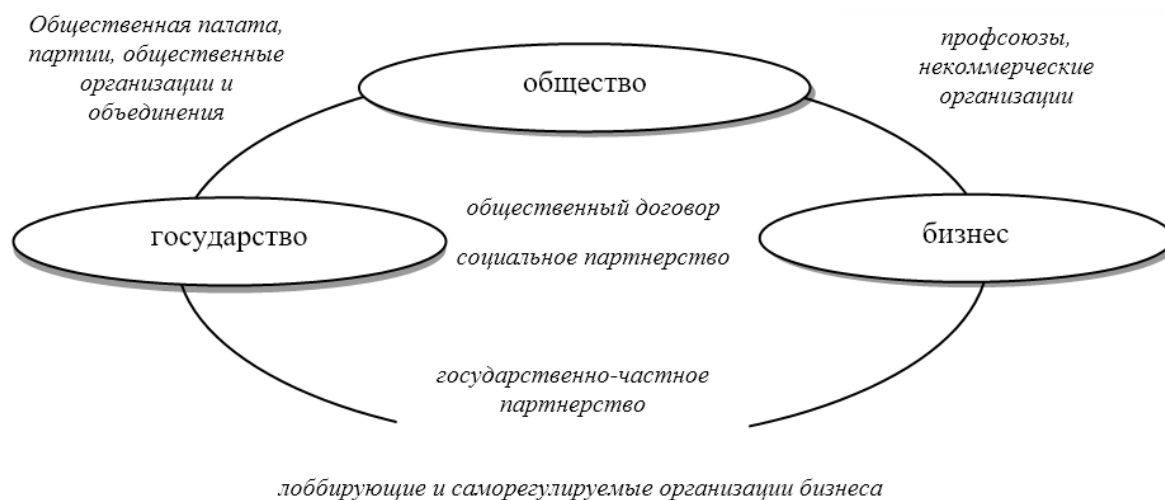 Общественная палата,
партии, общественные
организации и
объединения
общество
профсоюзы,
некоммерческие
организации
государство
общественный договор
социальное партнерство
бизнес
государственно-частное
партнерство
лоббирующие и саморегулируемые организации бизнеса